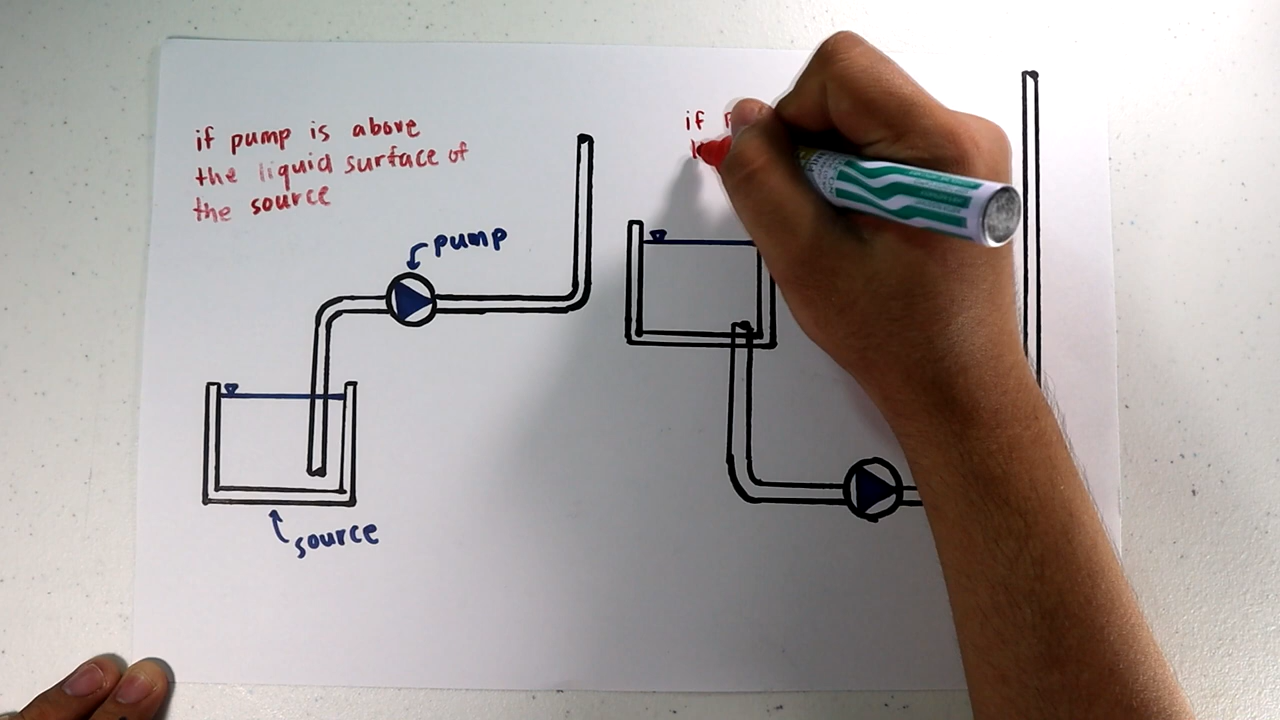 if pump is above
the liquid surface of
the source
pump
source
if